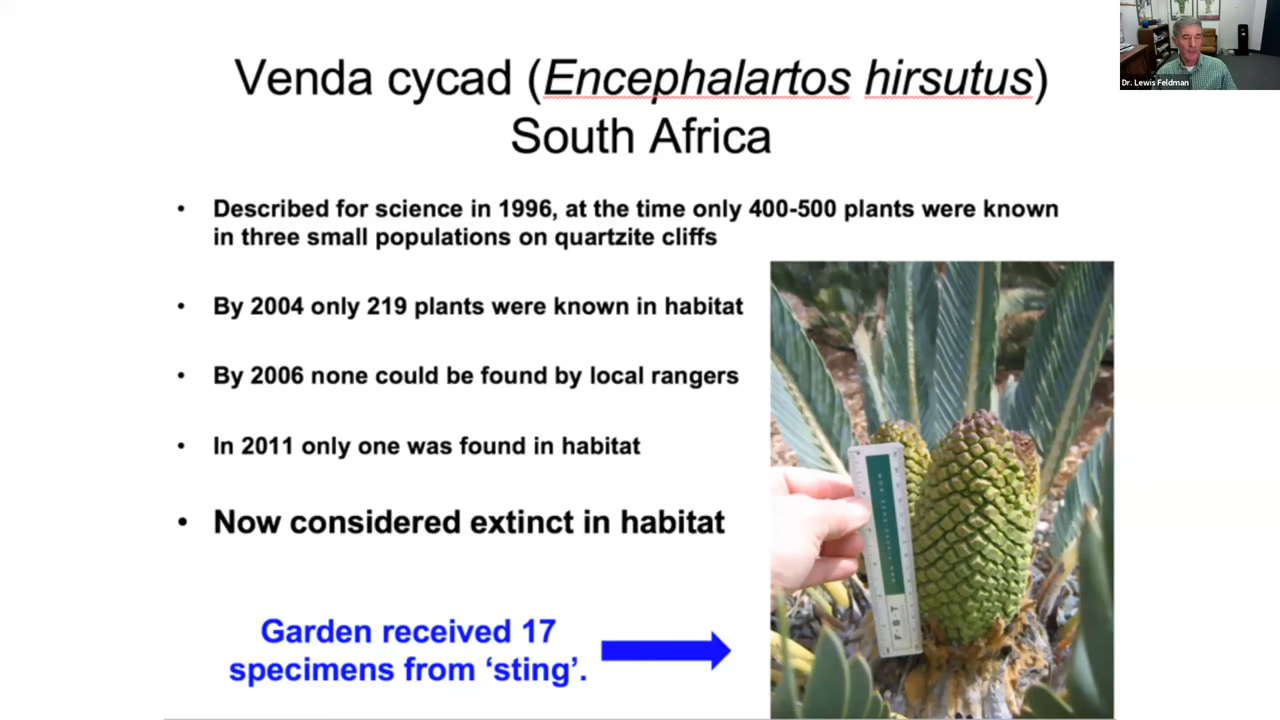 Venda cycad (Encephalartos hirsutus)
South Africa
• Described for science in 1996, at the time only 400-500 plants were known
in three small populations on quartzite cliffs
• By 2004 only 219 plants were known in habitat
• By 2006 none could be found by local rangers
• In 2011 only one was found in habitat
• Now considered extinct in habitat
Garden received 17
specimens from ‘sting’.
F·B·T
Dr. Lewis Feldman